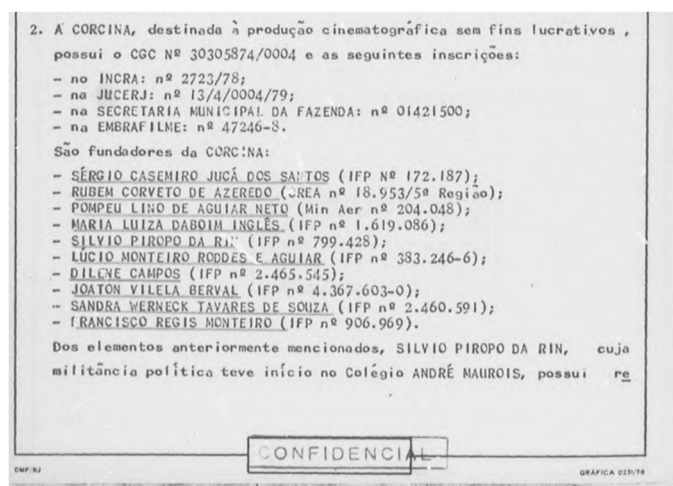 2. A CORCINA, destinada à produção cinematográfica sem fins lucrativos ,
possui o CGC Nº 30305874/0004 e as seguintes inscrições:
- no INCRA: nº 2723/78;
- na JUCERJ: nº 13/4/0004/79;
- na SECRETARIA MUNICIPAL DA FAZENDA: nº 01421500;
- na EMBRAFILME: nº 47246-8.
São fundadores da CORCINA:
- SÉRGIO CASEMIRO JUCÁ DOS SANTOS (IFP Nº 172.187);
- RUBEM CORVETO DE AZEREDO (CREA nº 18.953/5ª Região);
- POMPEU LINO DE AGUIAR NETO (Min Aer nº 204.048);
- MARIA LUIZA DABOIM INGLÊS (IFP nº 1.619.086);
- SILVIO PIROPO DA RIN (IFP nº 799.428);
- LÚCIO MONTEIRO RODDES E AGUIAR (IFP nº 383.246-6);
- DILENE CAMPOS (IFP nº 2.465.545);
- JOATON VILELA BERVAL (IFP nº 4.367.603-0);
- SANDRA WERNECK TAVARES DE SOUZA (IFP nº 2.460.591);
- FRANCISCO REGIS MONTEIRO (IFP nº 906.969).
Dos elementos anteriormente mencionados, SILVIO PIROPO DA RIN, cuja
militância política teve início no Colégio ANDRÉ MAUROIS, possui re
CONFIDENCIAL
DMF/RJ
GRÁFICA 0231/78